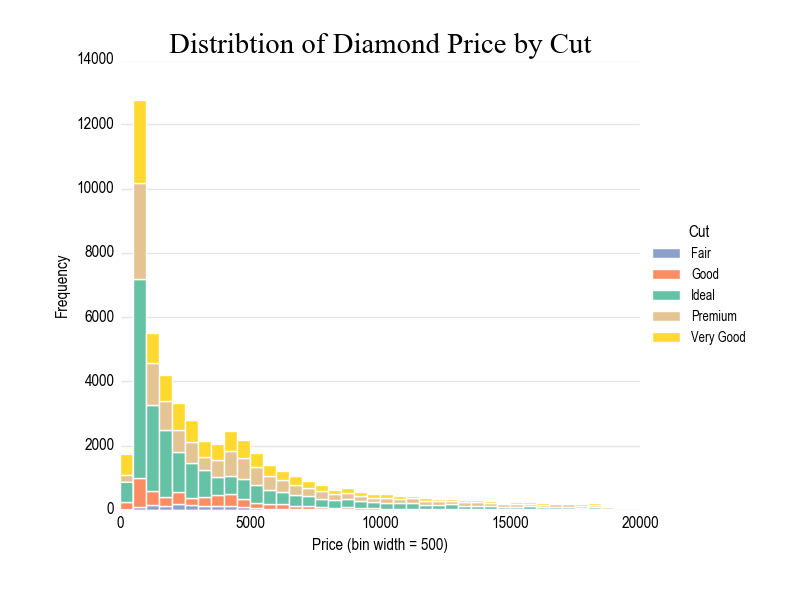 Distribtion of Diamond Price by Cut
14000
12000
10000
8000
6000
4000
2000
0
Frequency
0 5000 10000 15000 20000
Price (bin width = 500)
Cut
Fair
Good
Ideal
Premium
Very Good